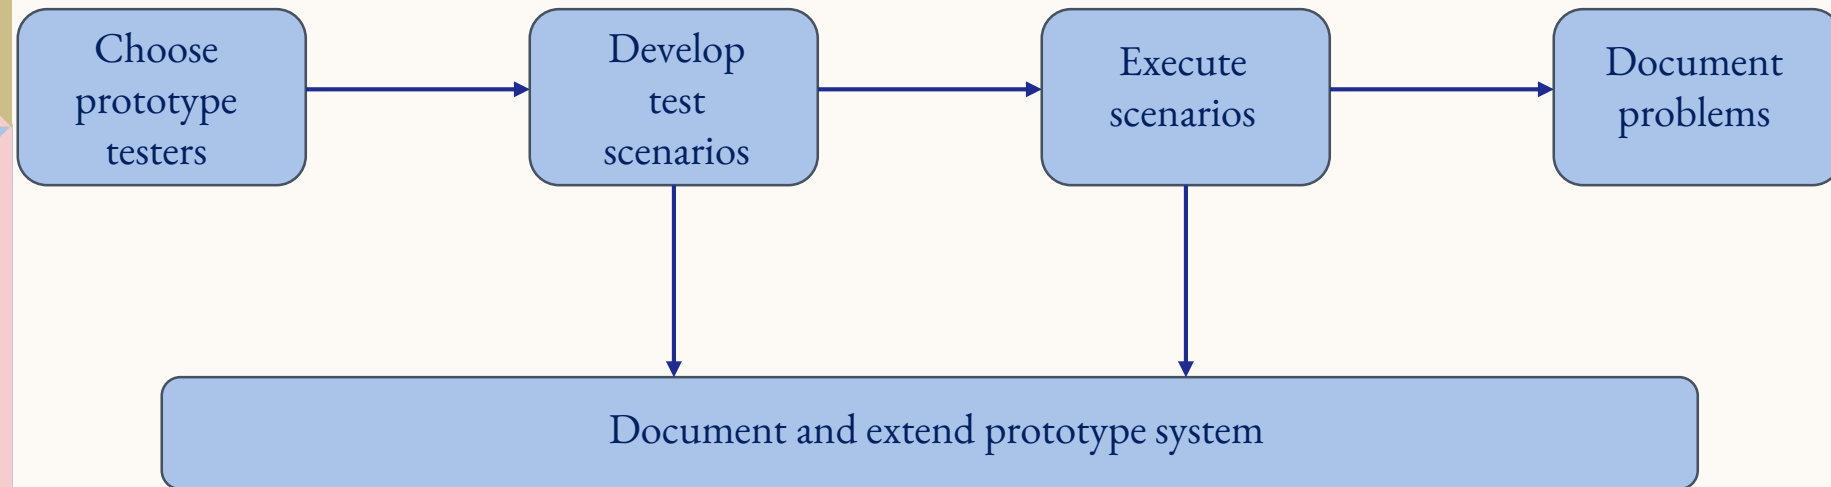 Choose
prototype
testers
Develop
test
scenarios
Execute
scenarios
Document
problems
Document and extend prototype system